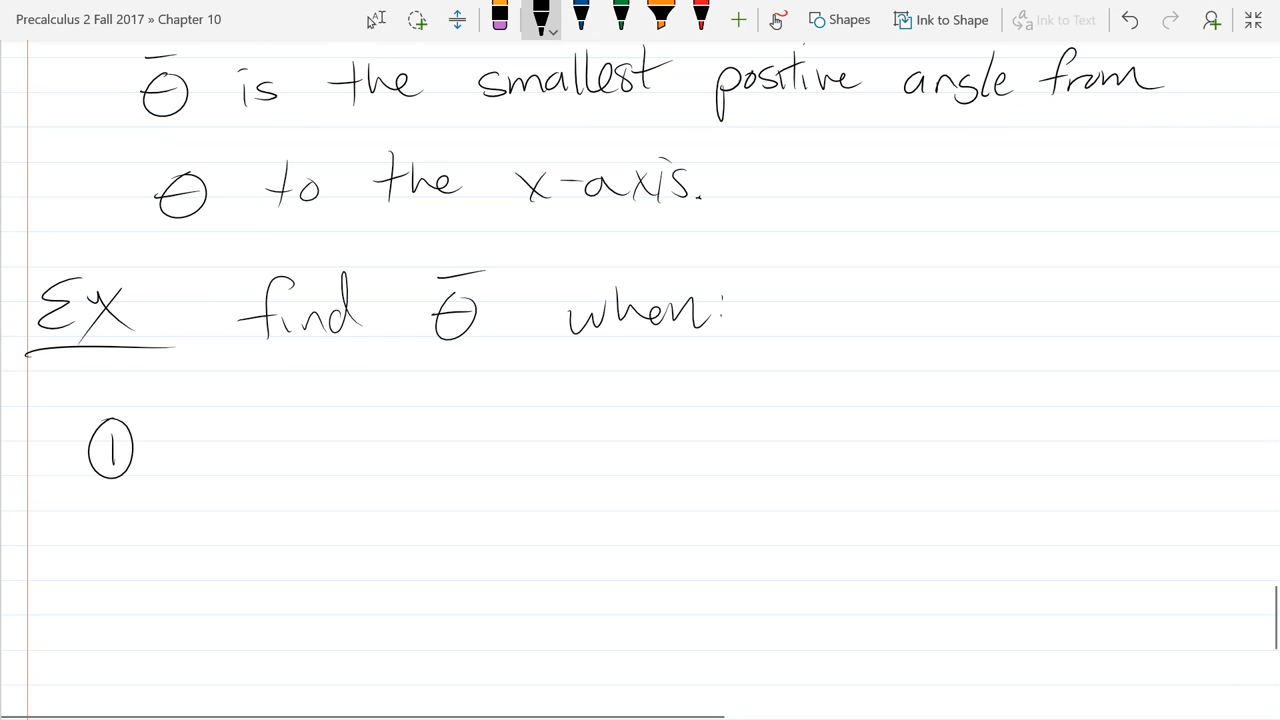 Precalculus 2 Fall 2017 » Chapter 10
Shapes
Ink to Shape
Ink to Text
θ̄ is the smallest positive angle from
θ to the x-axis.
Ex find θ̄ when:
①